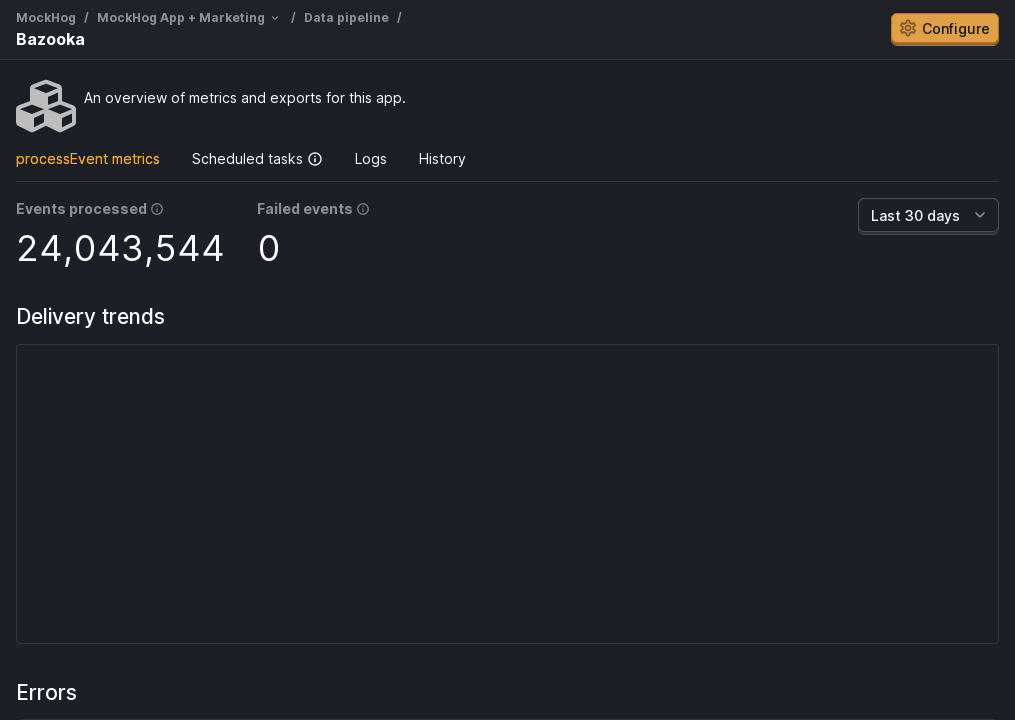 MockHog / MockHog App + Marketing / Data pipeline /
Bazooka
Configure
An overview of metrics and exports for this app.
processEvent metrics Scheduled tasks Logs History
Events processed Failed events
Last 30 days
24,043,544 0
Delivery trends
Errors